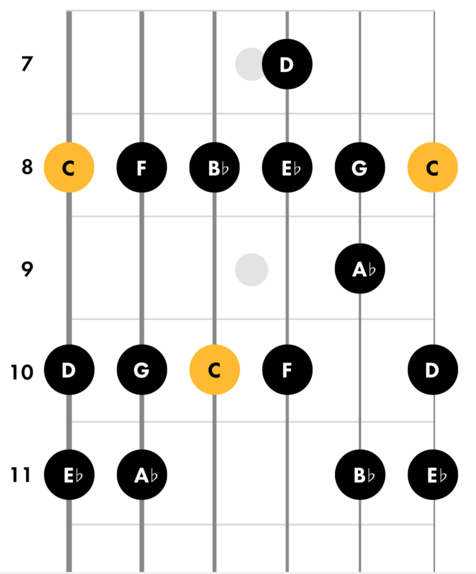 7 D
8 C F B♭ E♭ G C
9 A♭
10 D G C F D
11 E♭ A♭ B♭ E♭